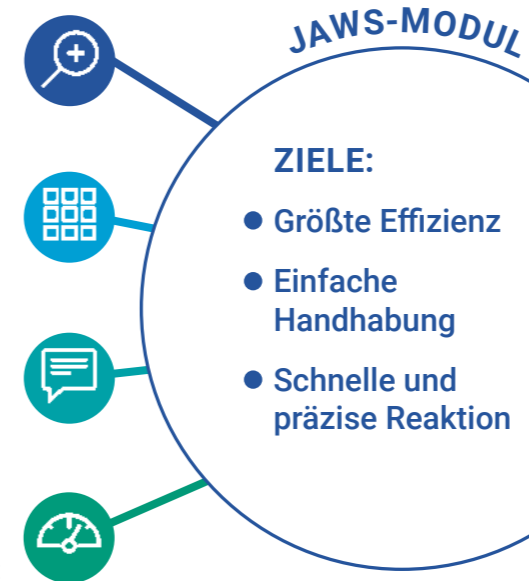 JAWS-MODUL
ZIELE:
● Größte Effizienz
● Einfache
Handhabung
● Schnelle und
präzise Reaktion